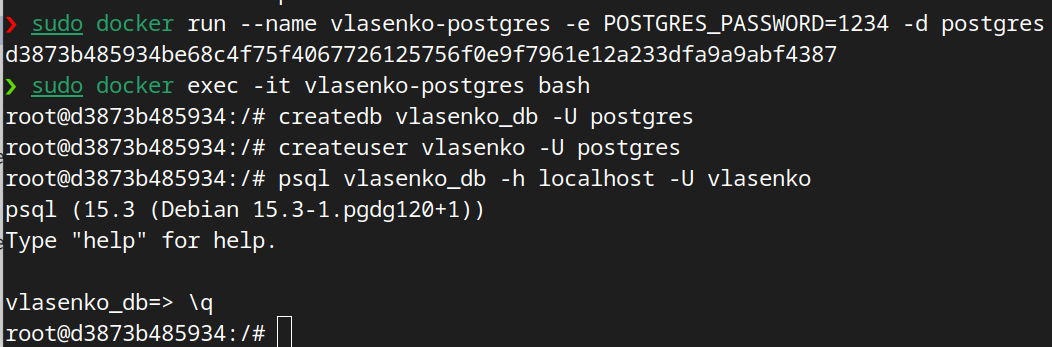 ❯ sudo docker run --name vlasenko-postgres -e POSTGRES_PASSWORD=1234 -d postgres
d3873b485934be68c4f75f4067726125756f0e9f7961e12a233dfa9a9abf4387
❯ sudo docker exec -it vlasenko-postgres bash
root@d3873b485934:/# createdb vlasenko_db -U postgres
root@d3873b485934:/# createuser vlasenko -U postgres
root@d3873b485934:/# psql vlasenko_db -h localhost -U vlasenko
psql (15.3 (Debian 15.3-1.pgdg120+1))
Type "help" for help.
vlasenko_db=> \q
root@d3873b485934:/#